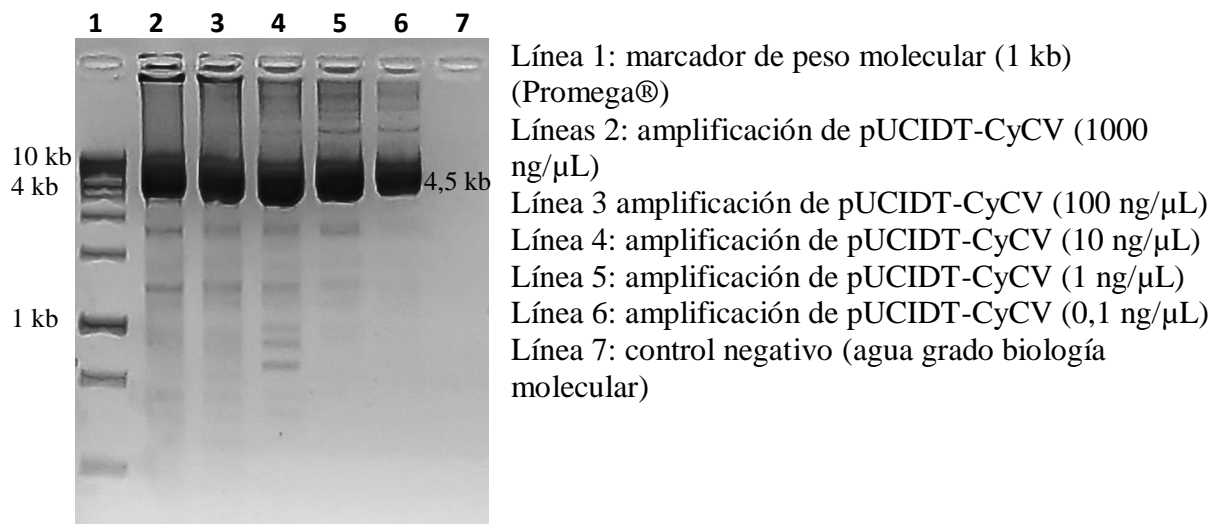 1 2 3 4 5 6 7
10 kb
4 kb
4,5 kb
1 kb
Línea 1: marcador de peso molecular (1 kb)
(Promega®)
Líneas 2: amplificación de pUCIDT-CyCV (1000
ng/µL)
Línea 3 amplificación de pUCIDT-CyCV (100 ng/µL)
Línea 4: amplificación de pUCIDT-CyCV (10 ng/µL)
Línea 5: amplificación de pUCIDT-CyCV (1 ng/µL)
Línea 6: amplificación de pUCIDT-CyCV (0,1 ng/µL)
Línea 7: control negativo (agua grado biología
molecular)